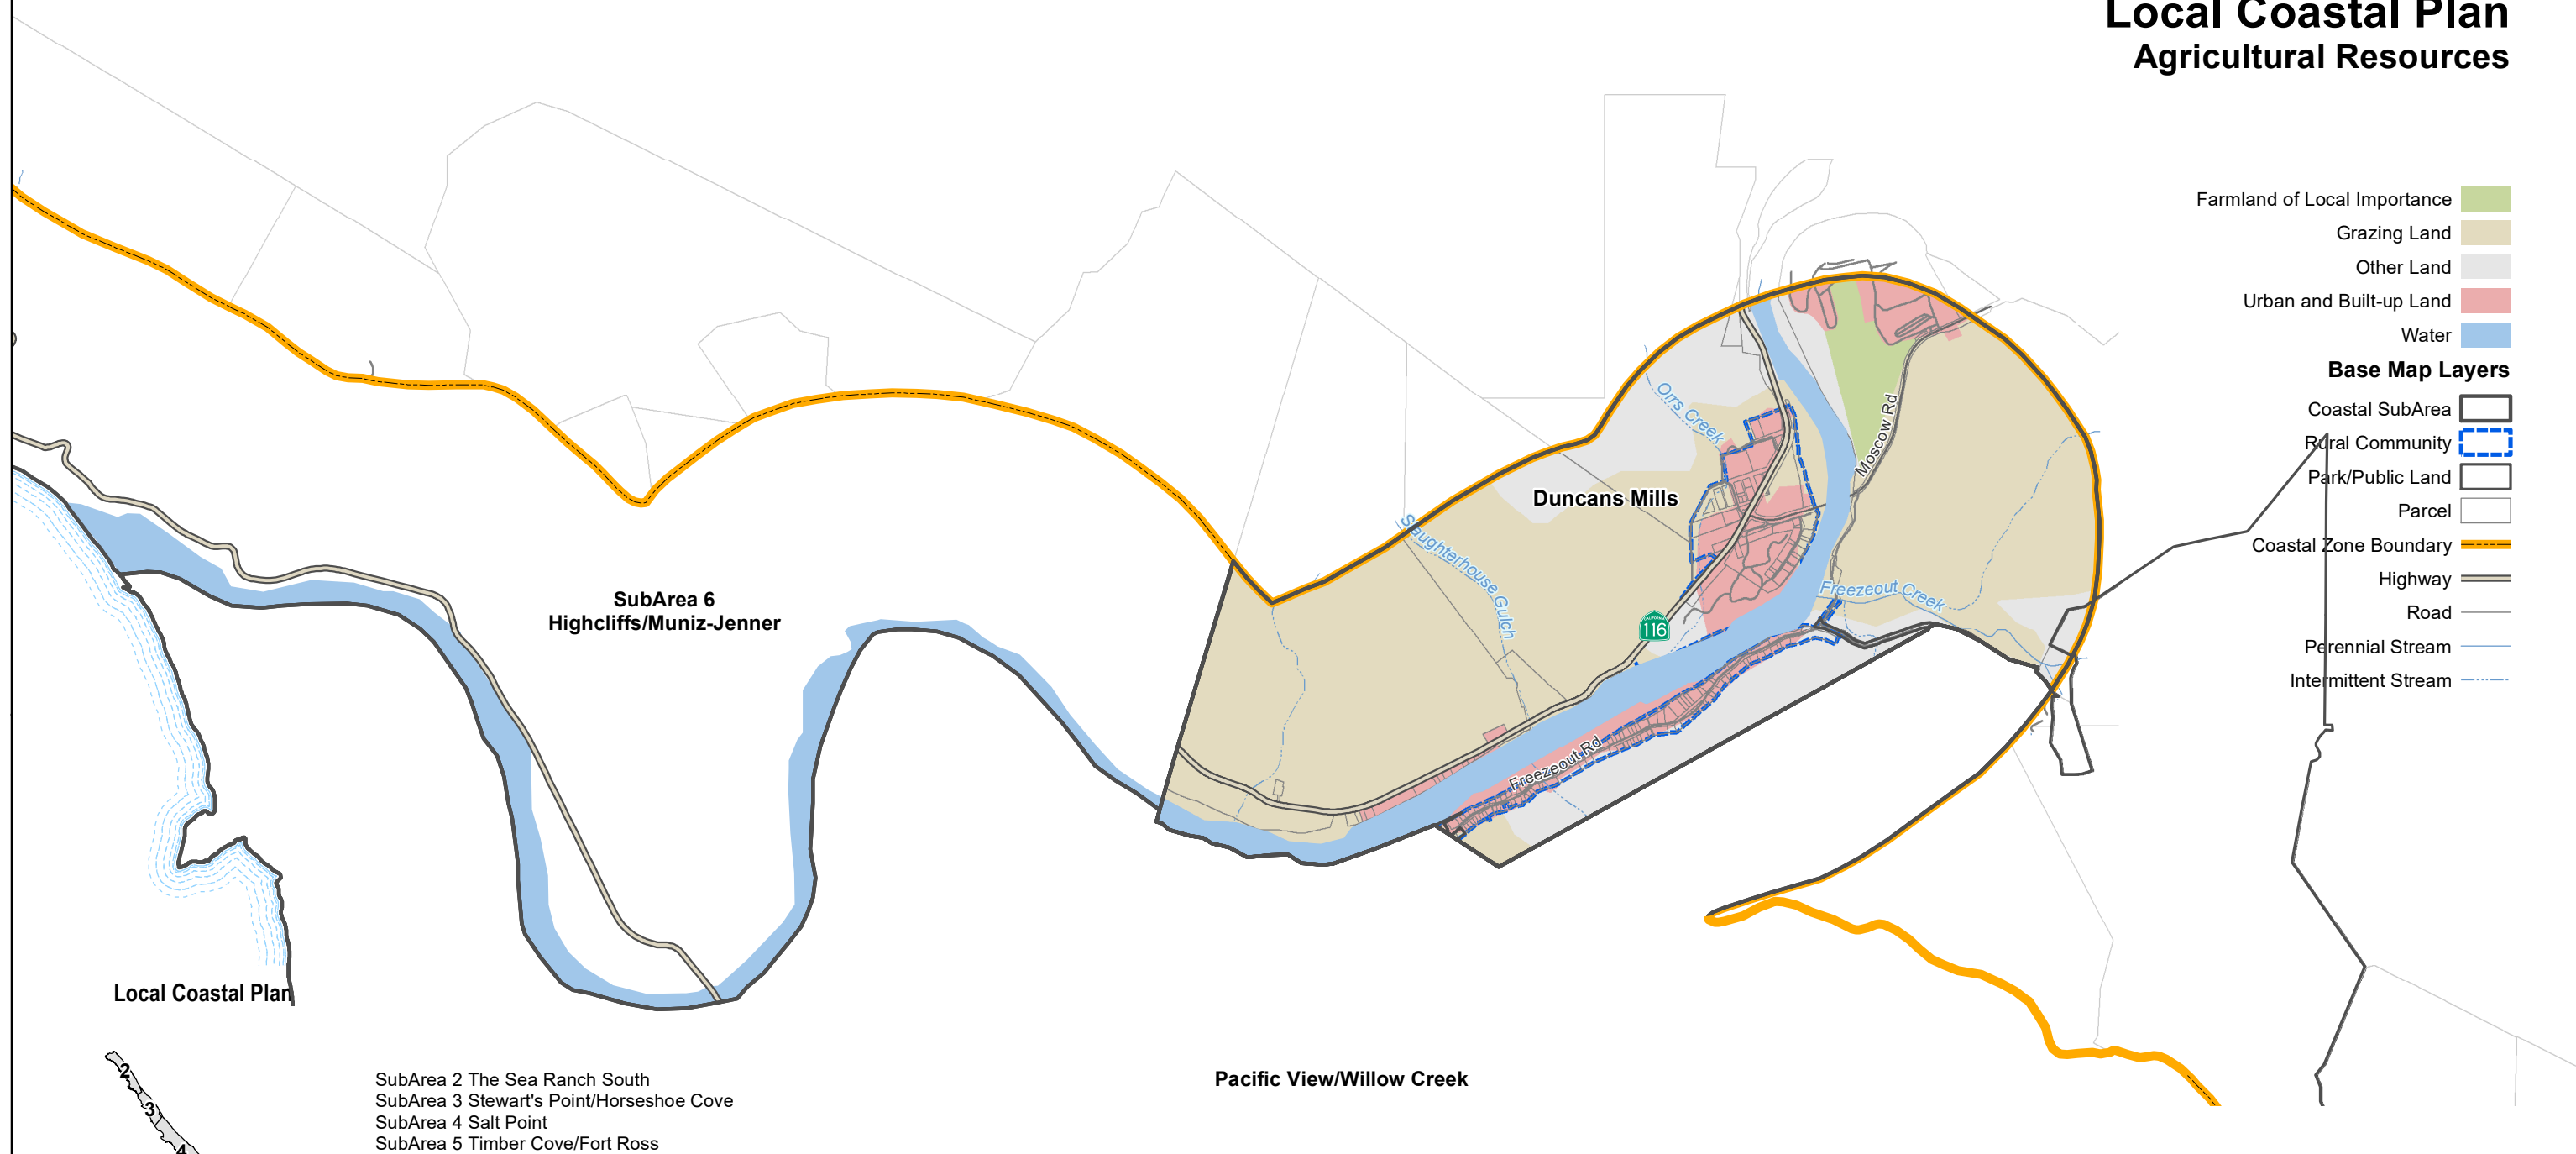 Local Coastal Plan
Agricultural Resources
Farmland of Local Importance
Grazing Land
Other Land
Urban and Built-up Land
Water
Base Map Layers
Coastal SubArea
Rural Community
Park/Public Land
Parcel
Coastal Zone Boundary
Highway
Road
Perennial Stream
Intermittent Stream
Orrs Creek
Moscow Rd
Duncans Mills
Slaughterhouse Gulch
Freezeout Creek
CALIFORNIA
116
Freezeout Rd
SubArea 6
Highcliffs/Muniz-Jenner
Local Coastal Plan
2
3
4
SubArea 2 The Sea Ranch South
SubArea 3 Stewart's Point/Horseshoe Cove
SubArea 4 Salt Point
SubArea 5 Timber Cove/Fort Ross
Pacific View/Willow Creek